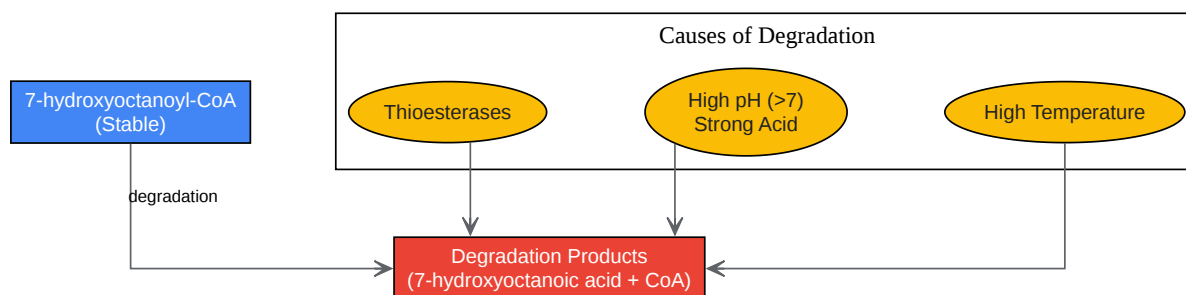 Causes of Degradation
7-hydroxyoctanoyl-CoA
(Stable)
Thioesterases
High pH (>7)
Strong Acid
High Temperature
degradation
Degradation Products
(7-hydroxyoctanoic acid + CoA)